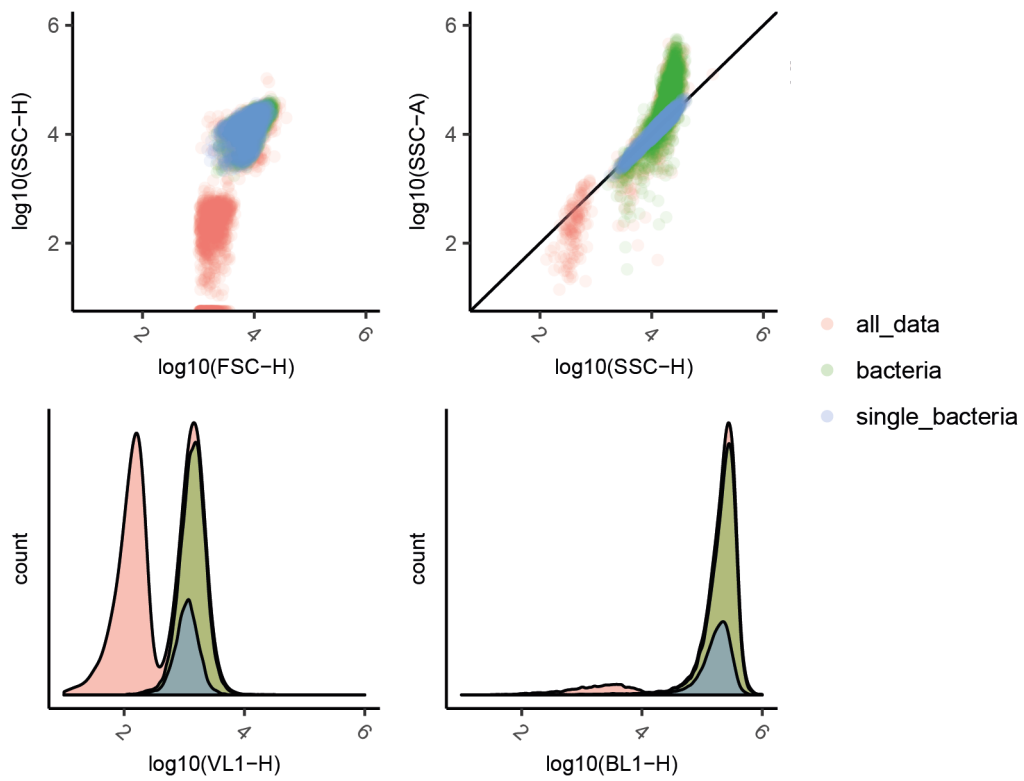 6
4
2
log10(SSC−H)
2
4
6
log10(FSC−H)
6
4
2
log10(SSC−A)
2
4
6
log10(SSC−H)
all_data
bacteria
single_bacteria
count
2
4
6
log10(VL1−H)
count
2
4
6
log10(BL1−H)